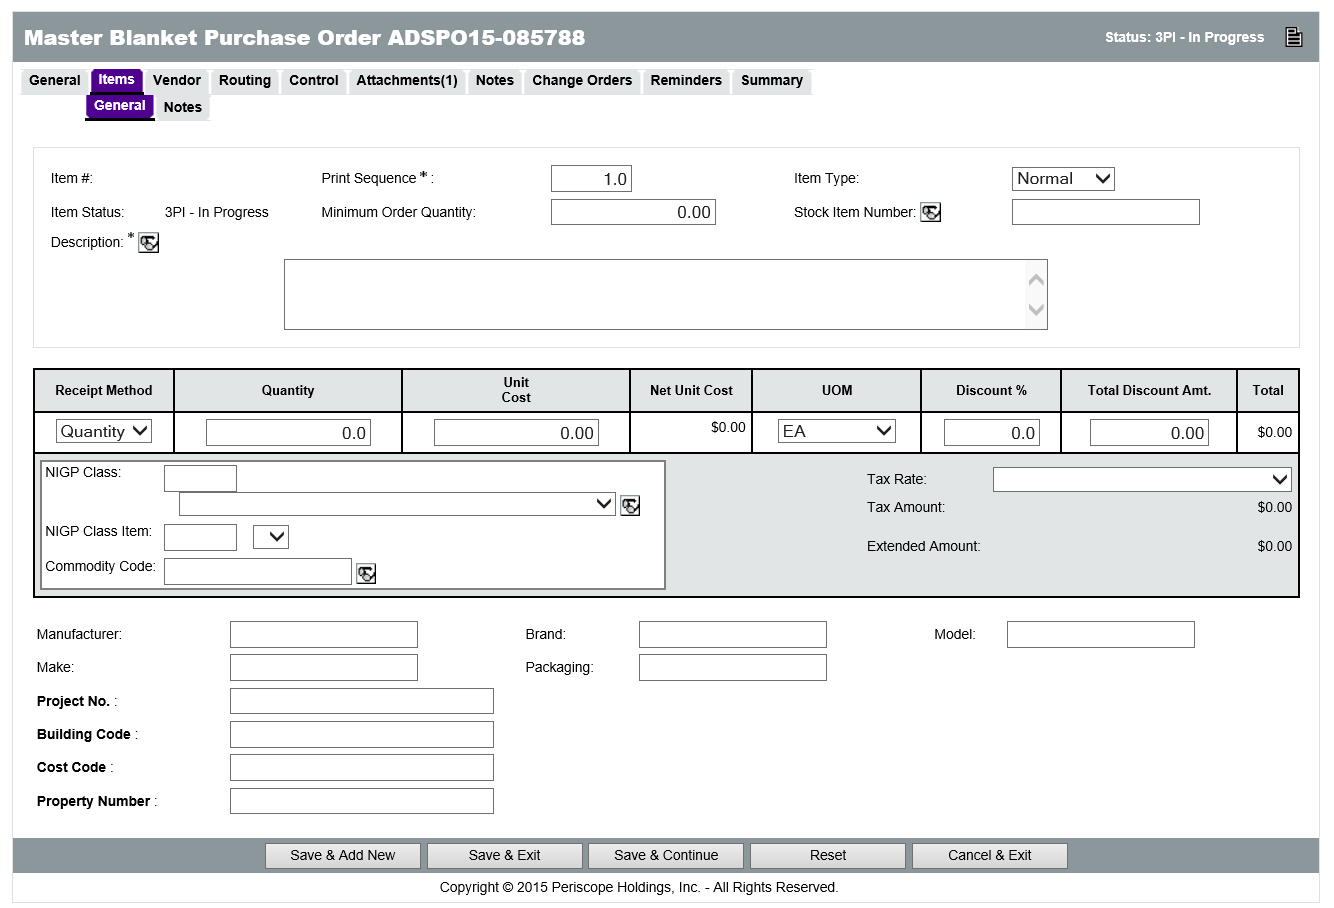 Master Blanket Purchase Order ADSPO15-085788
Status: 3PI - In Progress
General Items Vendor Routing Control Attachments(1) Notes Change Orders Reminders Summary
General Notes
Item #: Print Sequence * : 1.0 Item Type: Normal
Item Status: 3PI - In Progress Minimum Order Quantity: 0.00 Stock Item Number:
Description: *
Receipt Method Quantity Unit Cost Net Unit Cost UOM Discount % Total Discount Amt. Total
Quantity 0.0 0.00 $0.00 EA 0.0 0.00 $0.00
NIGP Class: Tax Rate:
Tax Amount: $0.00
NIGP Class Item:
Extended Amount: $0.00
Commodity Code:
Manufacturer: Brand: Model:
Make: Packaging:
Project No. :
Building Code :
Cost Code :
Property Number :
Save & Add New Save & Exit Save & Continue Reset Cancel & Exit
Copyright © 2015 Periscope Holdings, Inc. - All Rights Reserved.